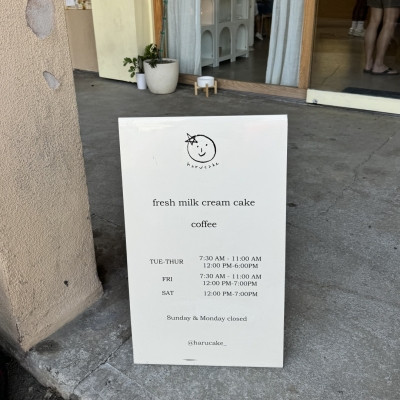 harucake
fresh milk cream cake
coffee
TUE-THUR 7:30 AM - 11:00 AM
12:00 PM-6:00PM
FRI 7:30 AM - 11:00 AM
12:00 PM-7:00PM
SAT 12:00 PM-7:00PM
Sunday & Monday closed
@harucake_